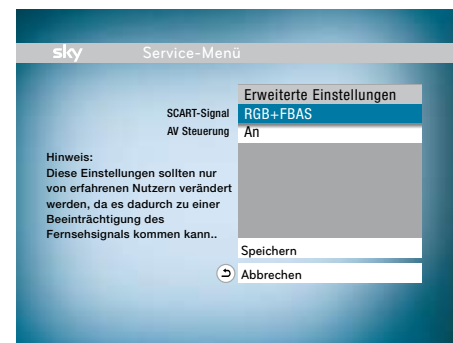 sky Service-Menü
Erweiterte Einstellungen
SCART-Signal RGB+FBAS
AV Steuerung An
Hinweis:
Diese Einstellungen sollten nur
von erfahrenen Nutzern verändert
werden, da es dadurch zu einer
Beeinträchtigung des
Fernsehsignals kommen kann..
Speichern
Abbrechen